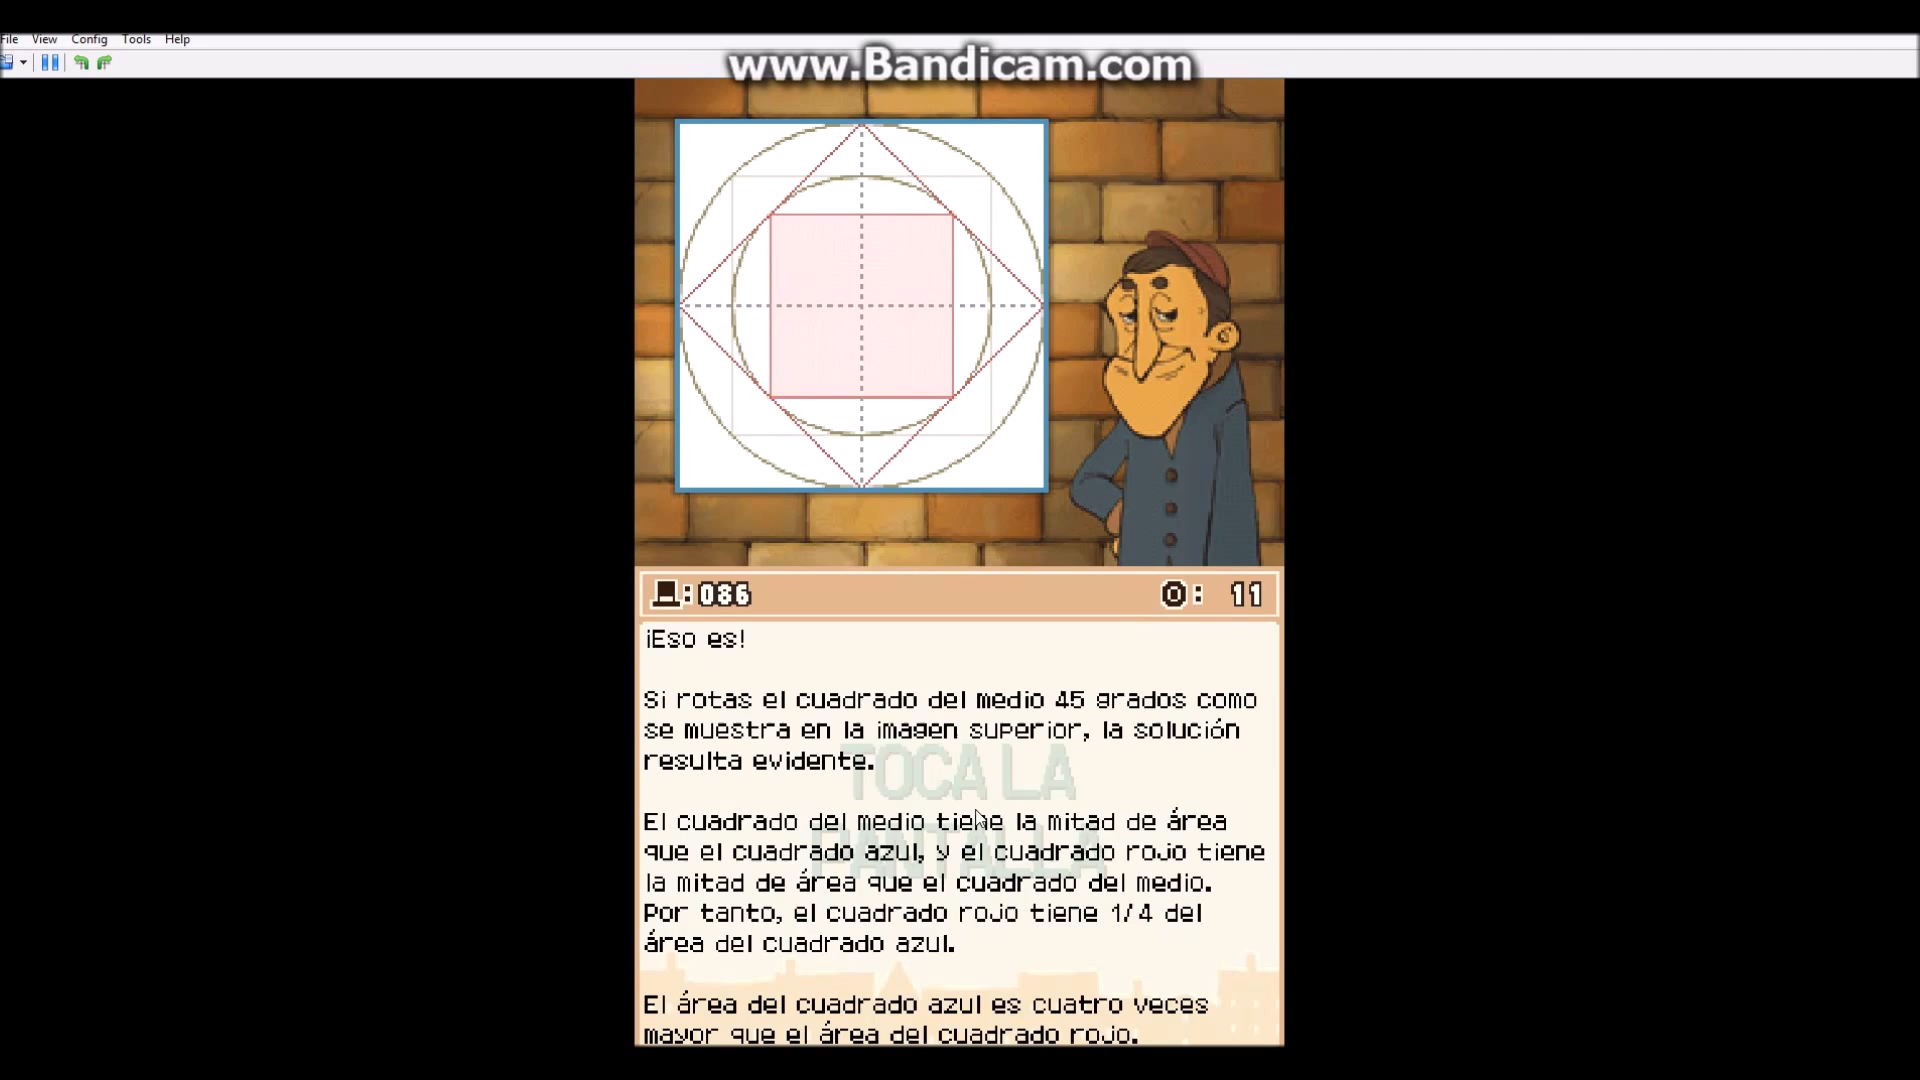 File View Config Tools Help
www.Bandicam.com
:086
: 11
¡Eso es!
Si rotas el cuadrado del medio 45 grados como
se muestra en la imagen superior, la solución
resulta evidente.
TOCA LA
PANTALLA
El cuadrado del medio tiene la mitad de área
que el cuadrado azul, y el cuadrado rojo tiene
la mitad de área que el cuadrado del medio.
Por tanto, el cuadrado rojo tiene 1/4 del
área del cuadrado azul.
El área del cuadrado azul es cuatro veces
mayor que el área del cuadrado rojo.